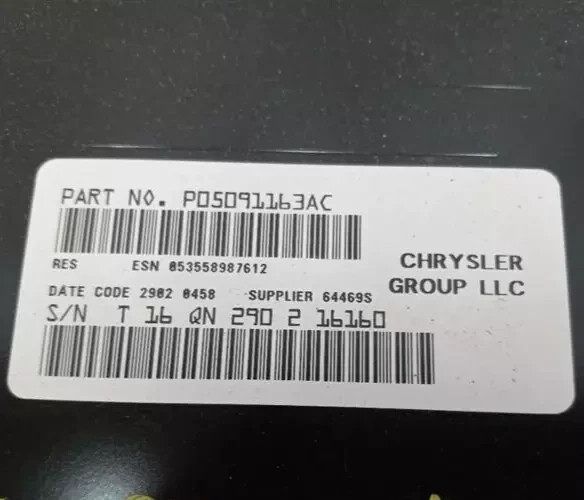 PART NO. P05091163AC
RES ESN 053558987612
CHRYSLER
GROUP LLC
DATE CODE 2902 0458 SUPPLIER 64469S
S/N T 16 QN 290 2 16160